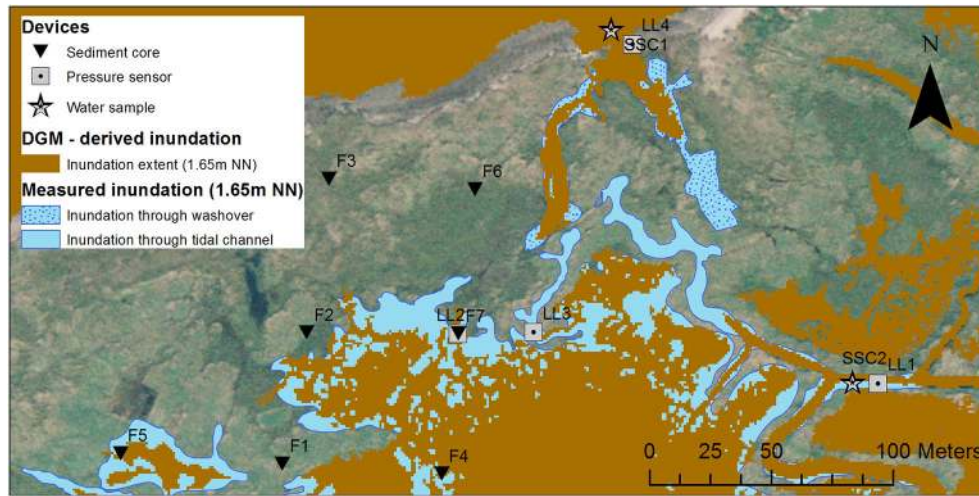 Devices
Sediment core
Pressure sensor
Water sample
DGM - derived inundation
Inundation extent (1.65m NN)
Measured inundation (1.65m NN)
Inundation through washover
Inundation through tidal channel
LL4
SSC1
N
F3
F6
F2
LL2
F7
LL3
SSC2
LL1
F5
F1
F4
0 25 50 100 Meters